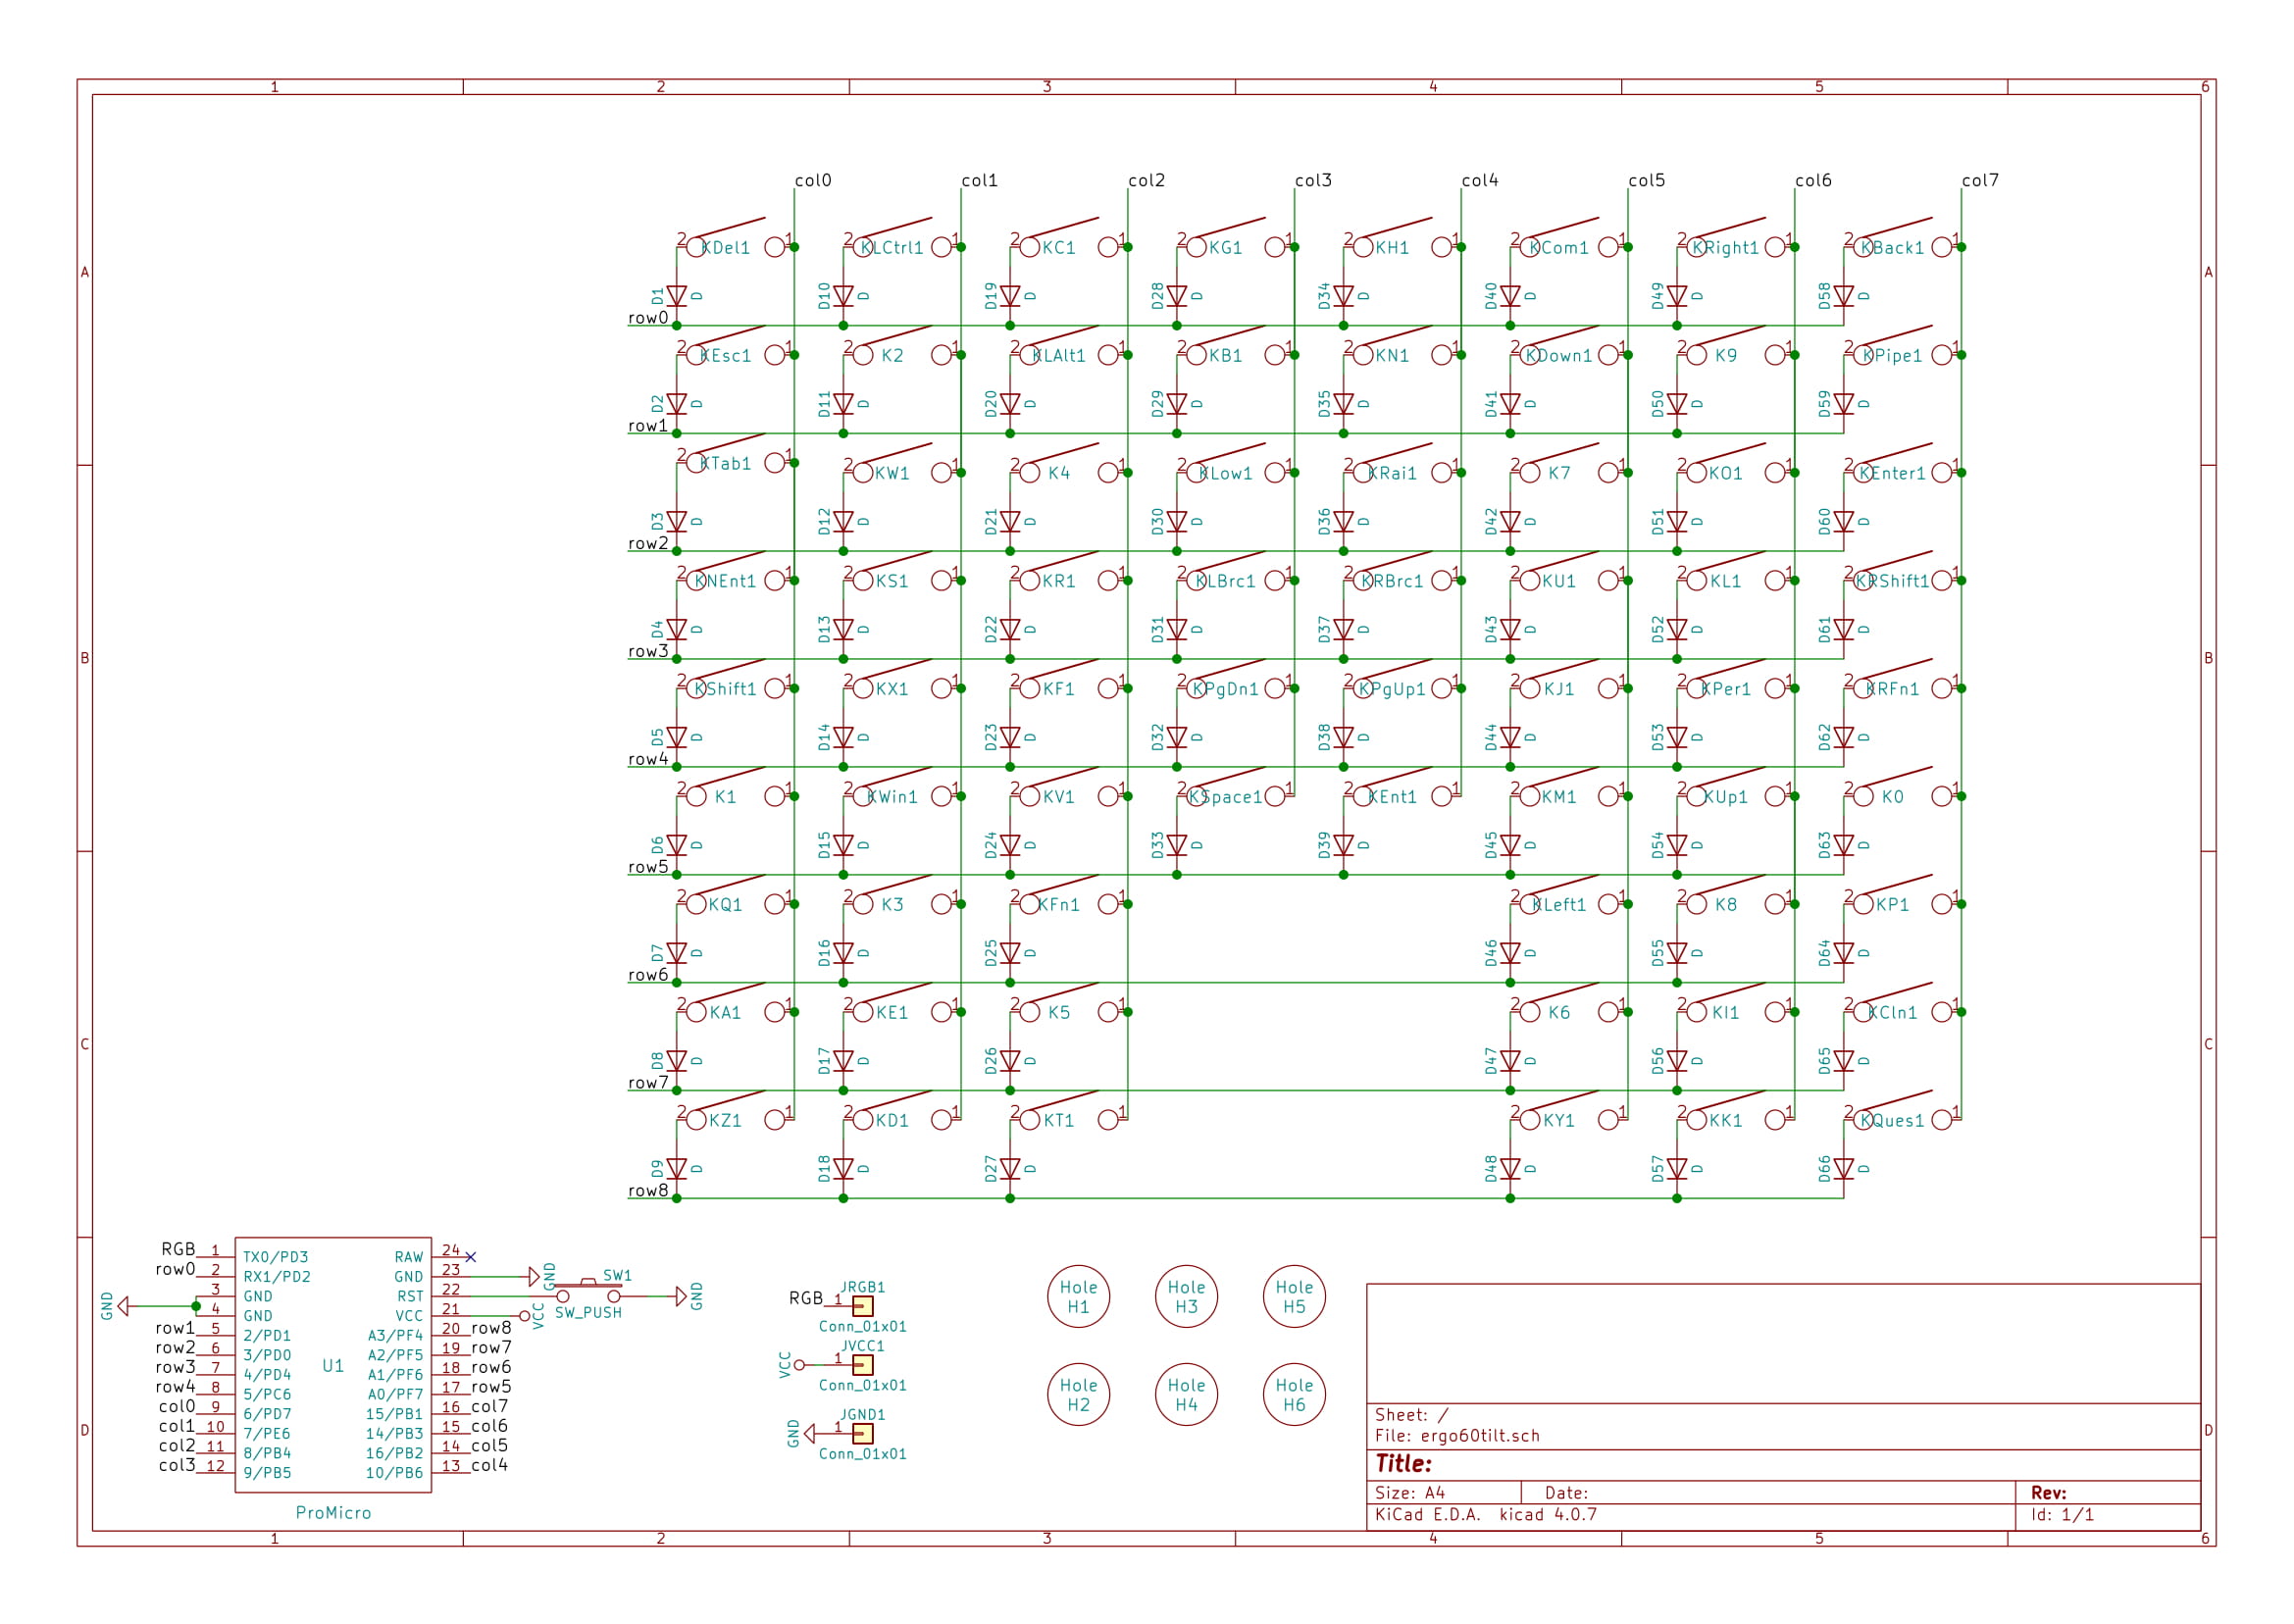 1 2 3 4 5 6
A A
col0 col1 col2 col3 col4 col5 col6 col7
2 KDel1 1 2 KLCtrl1 1 2 KC1 1 2 KG1 1 2 KH1 1 2 KCom1 1 2 KRight1 1 2 KBack1 1
D1 D D10 D D19 D D28 D D34 D D40 D D49 D D58 D
row0
2 KEsc1 1 2 K2 1 2 KLAlt1 1 2 KB1 1 2 KN1 1 2 KDown1 1 2 K9 1 2 KPipe1 1
D2 D D11 D D20 D D29 D D35 D D41 D D50 D D59 D
row1
2 KTab1 1 2 KW1 1 2 K4 1 2 KLow1 1 2 KRai1 1 2 K7 1 2 KO1 1 2 KEnter1 1
D3 D D12 D D21 D D30 D D36 D D42 D D51 D D60 D
row2
2 KNEnt1 1 2 KS1 1 2 KR1 1 2 KLBrc1 1 2 KRBrc1 1 2 KU1 1 2 KL1 1 2 KRShift1 1
D4 D D13 D D22 D D31 D D37 D D43 D D52 D D61 D
row3
B B
2 KShift1 1 2 KX1 1 2 KF1 1 2 KPgDn1 1 2 KPgUp1 1 2 KJ1 1 2 KPer1 1 2 KRFn1 1
D5 D D14 D D23 D D32 D D38 D D44 D D53 D D62 D
row4
2 K1 1 2 KWin1 1 2 KV1 1 2 KSpace1 1 2 KEnt1 1 2 KM1 1 2 KUp1 1 2 K0 1
D6 D D15 D D24 D D33 D D39 D D45 D D54 D D63 D
row5
2 KQ1 1 2 K3 1 2 KFn1 1 2 KLeft1 1 2 K8 1 2 KP1 1
D7 D D16 D D25 D D46 D D55 D D64 D
row6
2 KA1 1 2 KE1 1 2 K5 1 2 K6 1 2 KI1 1 2 KCln1 1
C C
D8 D D17 D D26 D D47 D D56 D D65 D
row7
2 KZ1 1 2 KD1 1 2 KT1 1 2 KY1 1 2 KK1 1 2 KQues1 1
D9 D D18 D D27 D D48 D D57 D D66 D
row8
RGB 1 TX0/PD3 RAW 24
row0 2 RX1/PD2 GND 23 GND
3 GND RST 22 SW1 SW_PUSH GND
GND 4 GND VCC 21 VCC
row1 5 2/PD1 A3/PF4 20 row8
row2 6 3/PD0 A2/PF5 19 row7
row3 7 4/PD4 A1/PF6 18 row6
U1
row4 8 5/PC6 A0/PF7 17 row5
col0 9 6/PD7 15/PB1 16 col7
col1 10 7/PE6 14/PB3 15 col6
col2 11 8/PB4 16/PB2 14 col5
col3 12 9/PB5 10/PB6 13 col4
ProMicro
JRGB1
RGB 1
Conn_01x01
JVCC1
VCC 1
Conn_01x01
JGND1
GND 1
Conn_01x01
Hole Hole Hole
H1 H3 H5
Hole Hole Hole
H2 H4 H6
Sheet: /
File: ergo60tilt.sch
D D
Title:
Size: A4 Date: Rev:
KiCad E.D.A. kicad 4.0.7 Id: 1/1
1 2 3 4 5 6